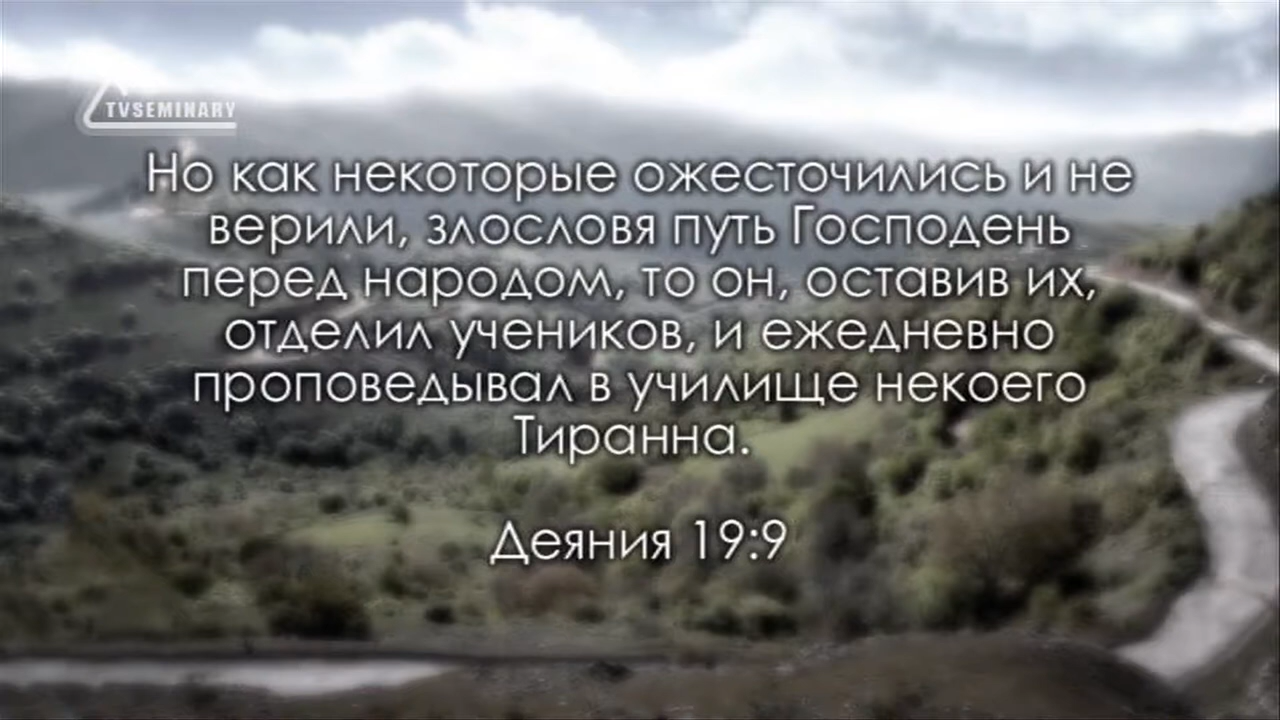 TVSEMINARY
Но как некоторые ожесточились и не
верили, злословя путь Господень
перед народом, то он, оставив их,
отделил учеников, и ежедневно
проповедывал в училище некоего
Тиранна.
Деяния 19:9